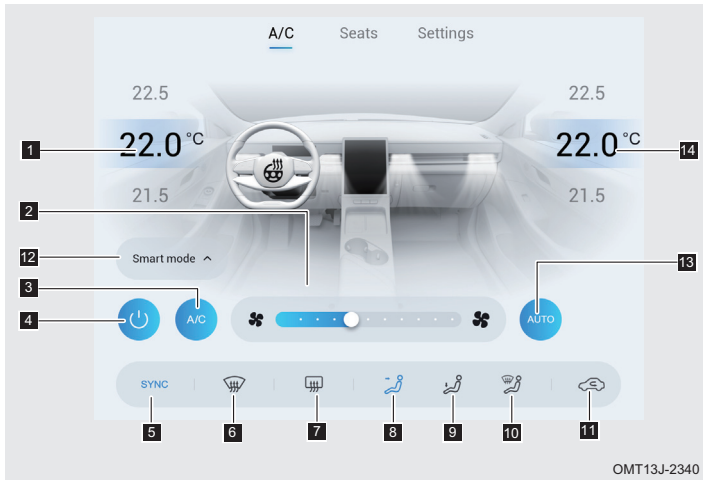 A/C Seats Settings
22.5 22.5
1 22.0°C 22.0°C 14
21.5 21.5
2
12 Smart mode 13
3
4 A/C AUTO
SYNC
5 6 7 8 9 10 11
OMT13J-2340